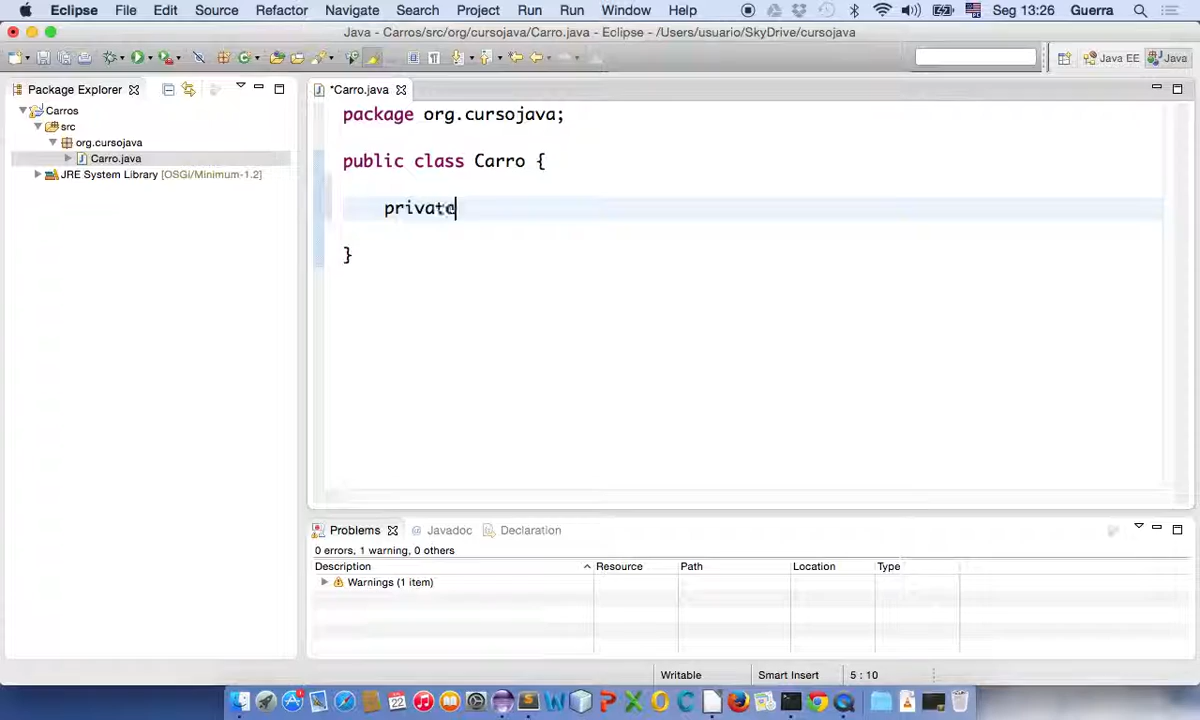 Eclipse File Edit Source Refactor Navigate Search Project Run Run Window Help Seg 13:26 Guerra
Java - Carros/src/org/cursojava/Carro.java - Eclipse - /Users/usuario/SkyDrive/cursojava
Java EE Java
Package Explorer
Carros
src
org.cursojava
Carro.java
JRE System Library [OSGi/Minimum-1.2]
*Carro.java
package org.cursojava;
public class Carro {
private
}
Problems @ Javadoc Declaration
0 errors, 1 warning, 0 others
Description Resource Path Location Type
Warnings (1 item)
Writable Smart Insert 5 : 10
22